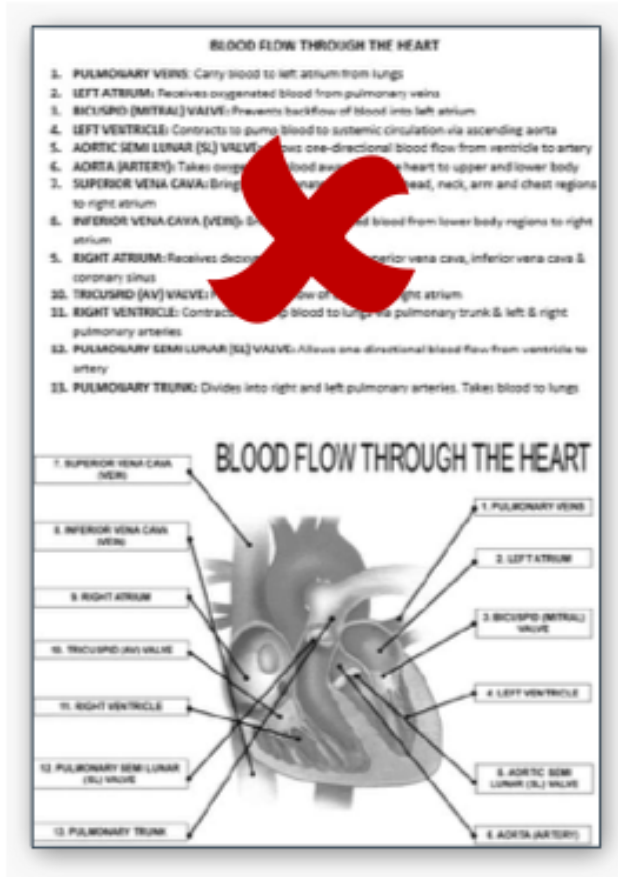 BLOOD FLOW THROUGH THE HEART
1. PULMONARY VEINS: Carry blood to left atrium from lungs
2. LEFT ATRIUM: Receives oxygenated blood from pulmonary veins
3. BICUSPID (MITRAL) VALVE: Prevents backflow of blood into left atrium
4. LEFT VENTRICLE: Contracts to pump blood to systemic circulation via ascending aorta
5. AORTIC SEMI LUNAR (SL) VALVE: one-directional blood flow from ventricle to artery
6. AORTA (ARTERY): Takes blood heart to upper and lower body
7. SUPERIOR VENA CAVA: head, neck, arm and chest regions
to right atrium
8. INFERIOR VENA CAVA (VEIN): blood from lower body regions to right
atrium
9. RIGHT ATRIUM: Receives vena cava, inferior vena cava &
coronary sinus
10. TRICUSPID (AV) VALVE: of right atrium
11. RIGHT VENTRICLE: blood to lungs via pulmonary trunk & left & right
pulmonary arteries
12. PULMONARY SEMI LUNAR (SL) VALVE: Allows one-directional blood flow from ventricle to
artery
13. PULMONARY TRUNK: Divides into right and left pulmonary arteries. Takes blood to lungs
BLOOD FLOW THROUGH THE HEART
7. SUPERIOR VENA CAVA
(VEIN)
8. INFERIOR VENA CAVA
(VEIN)
9. RIGHT ATRIUM
10. TRICUSPID (AV) VALVE
11. RIGHT VENTRICLE
12. PULMONARY SEMI LUNAR
(SL) VALVE
13. PULMONARY TRUNK
1. PULMONARY VEINS
2. LEFT ATRIUM
3. BICUSPID (MITRAL)
VALVE
4. LEFT VENTRICLE
5. AORTIC SEMI
LUNAR (SL) VALVE
6. AORTA (ARTERY)